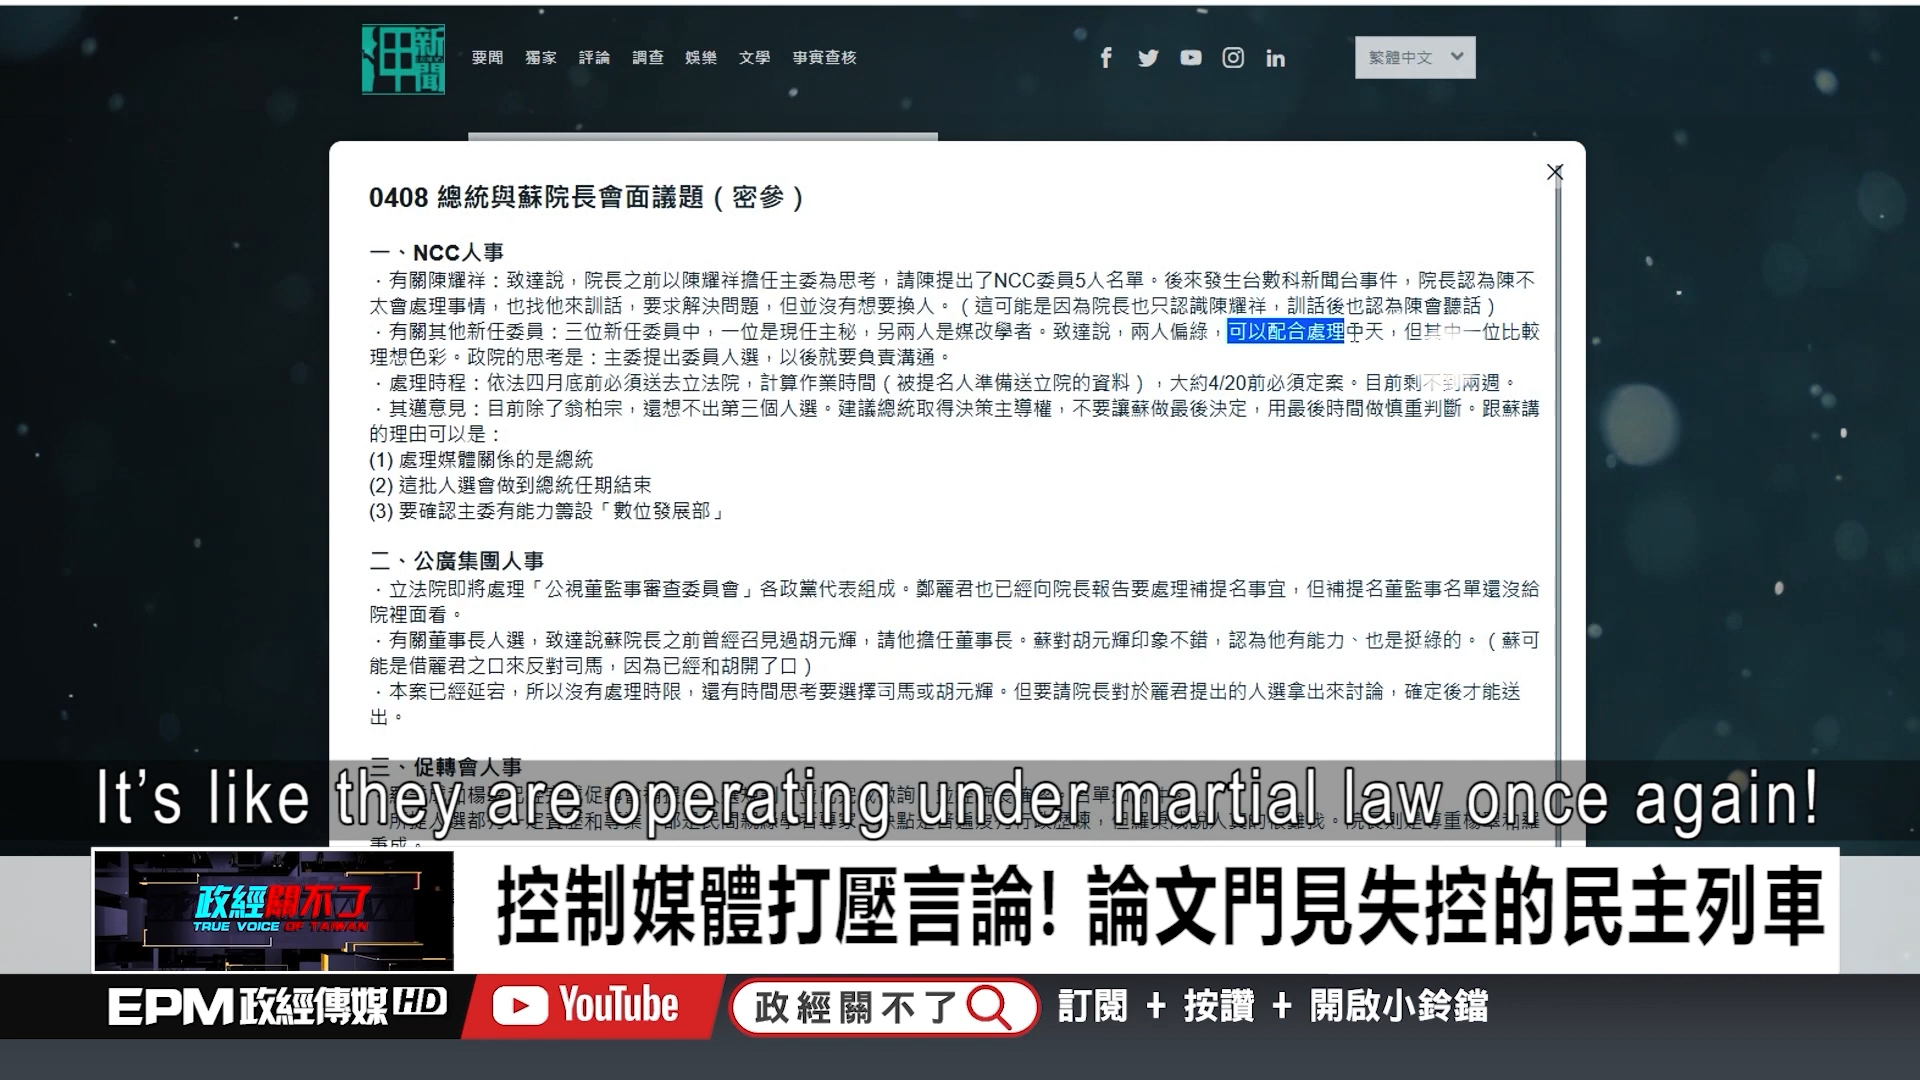 押新聞
要聞 獨家 評論 調查 娛樂 文學 事實查核
繁體中文
0408 總統與蘇院長會面議題（密參）
一、NCC人事
．有關陳耀祥：致達說，院長之前以陳耀祥擔任主委為思考，請陳提出了NCC委員5人名單。後來發生台數科新聞台事件，院長認為陳不
太會處理事情，也找他來訓話，要求解決問題，但並沒有想要換人。（這可能是因為院長也只認識陳耀祥，訓話後也認為陳會聽話）
．有關其他新任委員：三位新任委員中，一位是現任主秘，另兩人是媒改學者。致達說，兩人偏綠，可以配合處理中天，但其中一位比較
理想色彩。政院的思考是：主委提出委員人選，以後就要負責溝通。
．處理時程：依法四月底前必須送去立法院，計算作業時間（被提名人準備送立院的資料），大約4/20前必須定案。目前剩不到兩週。
．其邁意見：目前除了翁柏宗，還想不出第三個人選。建議總統取得決策主導權，不要讓蘇做最後決定，用最後時間做慎重判斷。跟蘇講
的理由可以是：
(1) 處理媒體關係的是總統
(2) 這批人選會做到總統任期結束
(3) 要確認主委有能力籌設「數位發展部」
二、公廣集團人事
．立法院即將處理「公視董監事審查委員會」各政黨代表組成。鄭麗君也已經向院長報告要處理補提名事宜，但補提名董監事名單還沒給
院裡面看。
．有關董事長人選，致達說蘇院長之前曾經召見過胡元輝，請他擔任董事長。蘇對胡元輝印象不錯，認為他有能力、也是挺綠的。（蘇可
能是借麗君之口來反對司馬，因為已經和胡開了口）
．本案已經延宕，所以沒有處理時限，還有時間思考要選擇司馬或胡元輝。但要請院長對於麗君提出的人選拿出來討論，確定後才能送
出。
三、促轉會人事
It's like they are operating under martial law once again!
政經關不了
TRUE VOICE OF TAIWAN
控制媒體打壓言論! 論文門見失控的民主列車
EPM政經傳媒HD
YouTube
政經關不了
訂閱 + 按讚 + 開啟小鈴鐺